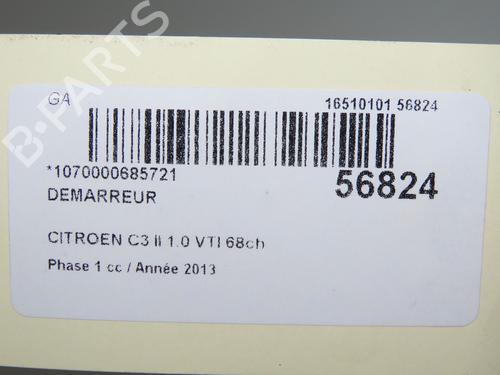 GA
16510101 56824
*1070000685721
56824
DEMARREUR
CITROEN C3 II 1.0 VTI 68ch
Phase 1 cc / Année 2013
B-PARTS